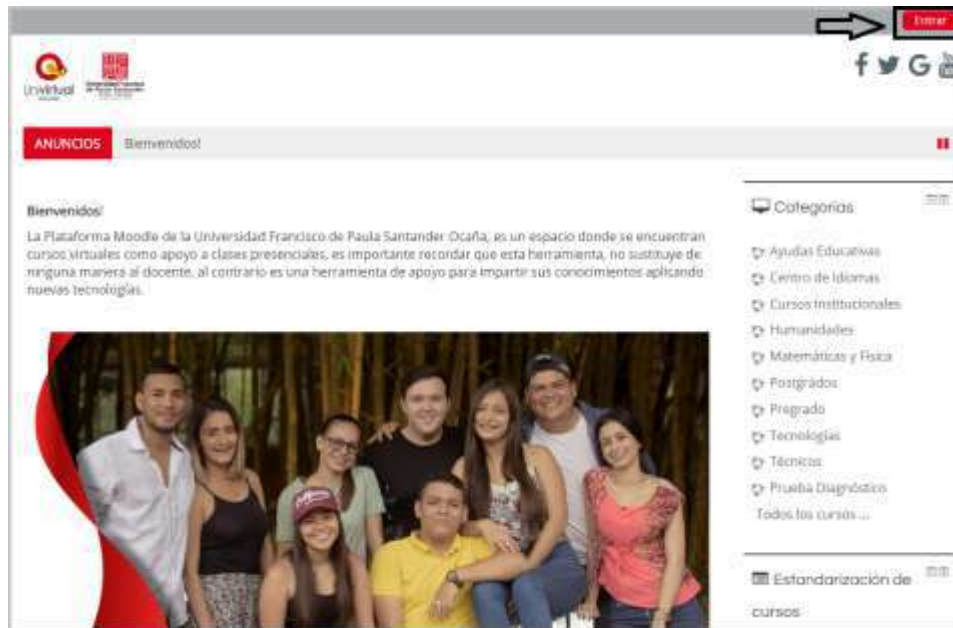 Entrar
Univirtual
f G
ANUNCIOS Bienvenidos!
Bienvenidos!
La Plataforma Moodle de la Universidad Francisco de Paula Santander Ocaña, es un espacio donde se encuentran
cursos virtuales como apoyo a clases presenciales, es importante recordar que esta herramienta, no sustituye de
ninguna manera al docente, al contrario es una herramienta de apoyo para impartir sus conocimientos aplicando
nuevas tecnologías.
Categorías
Ayudas Educativas
Centro de Idiomas
Cursos Institucionales
Humanidades
Matemáticas y Física
Postgrádos
Pregrado
Tecnologías
Técnicas
Prueba Diagnóstico
Todos los cursos ...
Estandarización de
cursos